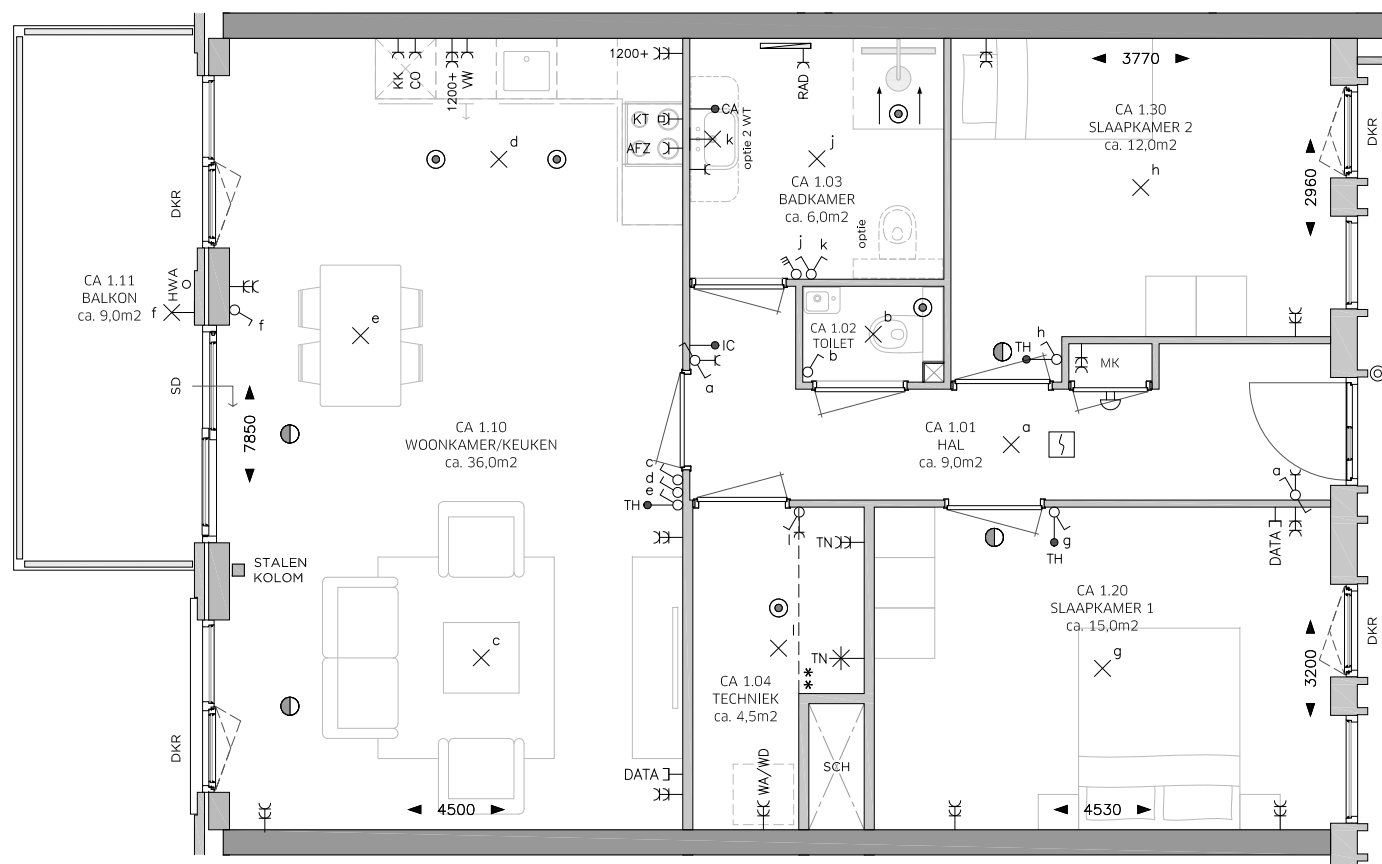 KK
CO
1200+
VW
1200+
RAD
3770
CA 1.30
SLAAPKAMER 2
ca. 12,0m2
DKR
CA
KT
AFZ
k
optie 2 WT
d
j
CA 1.03
BADKAMER
ca. 6,0m2
optie
h
2960
DKR
j
k
CA 1.11
BALKON
ca. 9,0m2
HWA
f
f
e
CA 1.02
TOILET
b
b
IC
a
h
TH
MK
SD
7850
CA 1.10
WOONKAMER/KEUKEN
ca. 36,0m2
CA 1.01
HAL
ca. 9,0m2
a
c
d
e
TH
a
STALEN
KOLOM
l
TN
TH
g
DATA
CA 1.20
SLAAPKAMER 1
ca. 15,0m2
DKR
c
l
TN
**
g
3200
CA 1.04
TECHNIEK
ca. 4,5m2
DKR
DATA
WA/WD
SCH
4500
4530